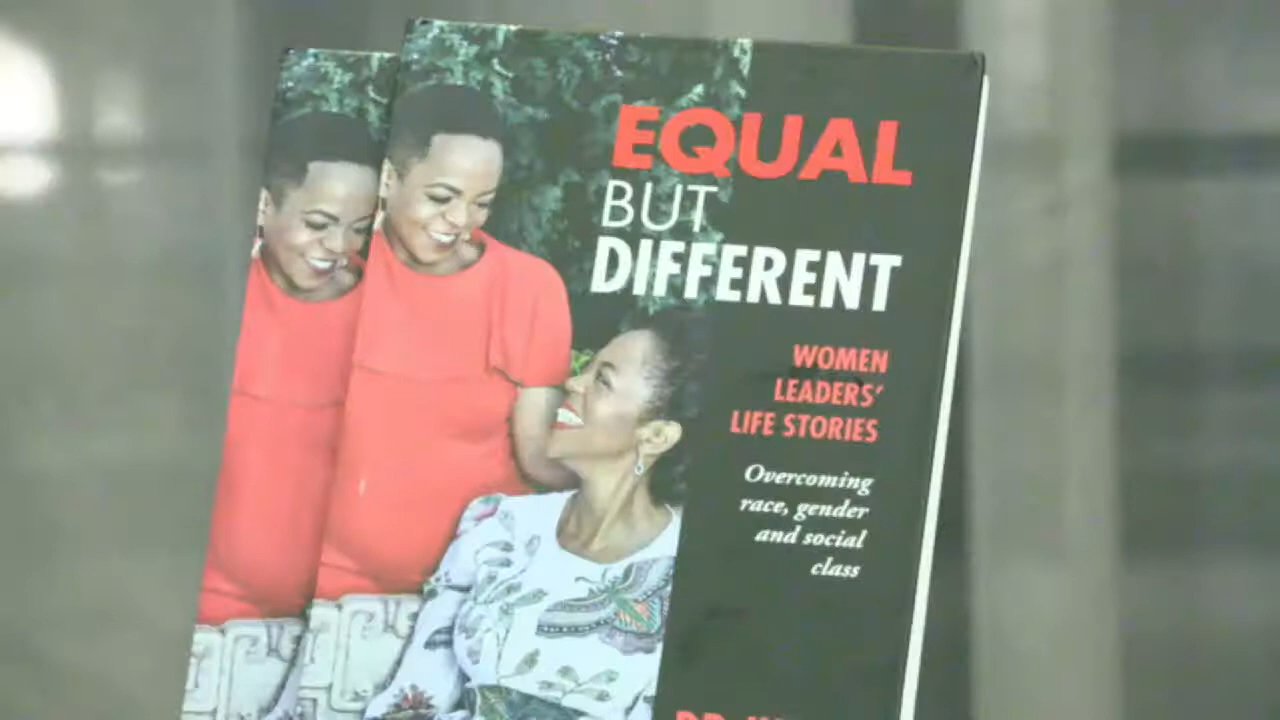 EQUAL
BUT
DIFFERENT
WOMEN
LEADERS'
LIFE STORIES
Overcoming
race, gender
and social
class